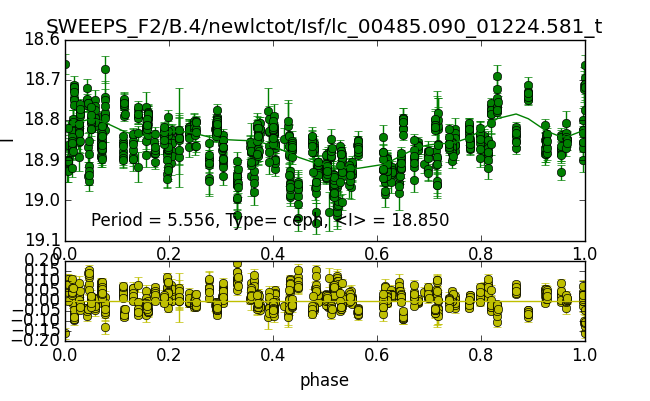 SWEEPS_F2/B.4/newlctot/Isf/lc_00485.090_01224.581_t
18.6
18.7
18.8
18.9
19.0
19.1
I
Period = 5.556, Type= ceph, <I> = 18.850
0.0 0.2 0.4 0.6 0.8 1.0
0.20
0.15
0.10
0.05
0.00
−0.05
−0.10
−0.15
−0.20
0.0 0.2 0.4 0.6 0.8 1.0
phase